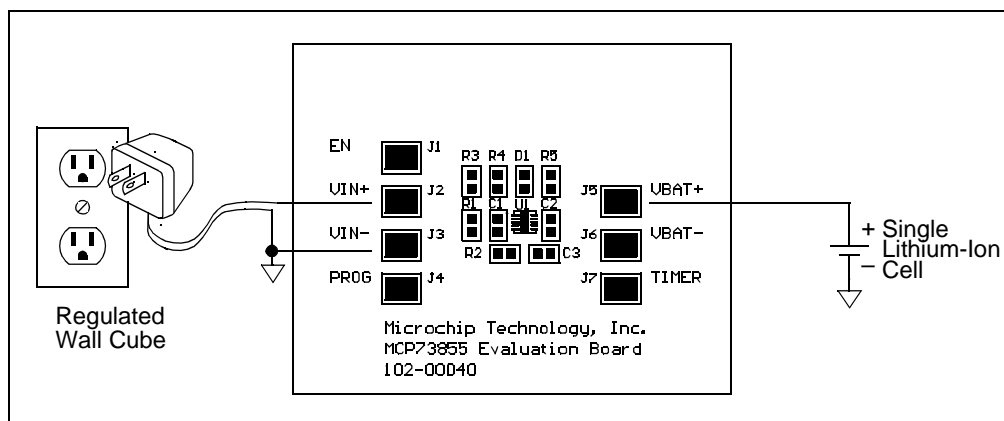 EN
J1
R3 R4 D1 R5
VIN+
J2
J5
VBAT+
R1 C1 U1 C2
VIN-
J3
J6
VBAT-
R2
C3
PROG
J4
J7
TIMER
+ Single
Lithium-Ion
– Cell
Regulated
Wall Cube
Microchip Technology, Inc.
MCP73855 Evaluation Board
102-00040